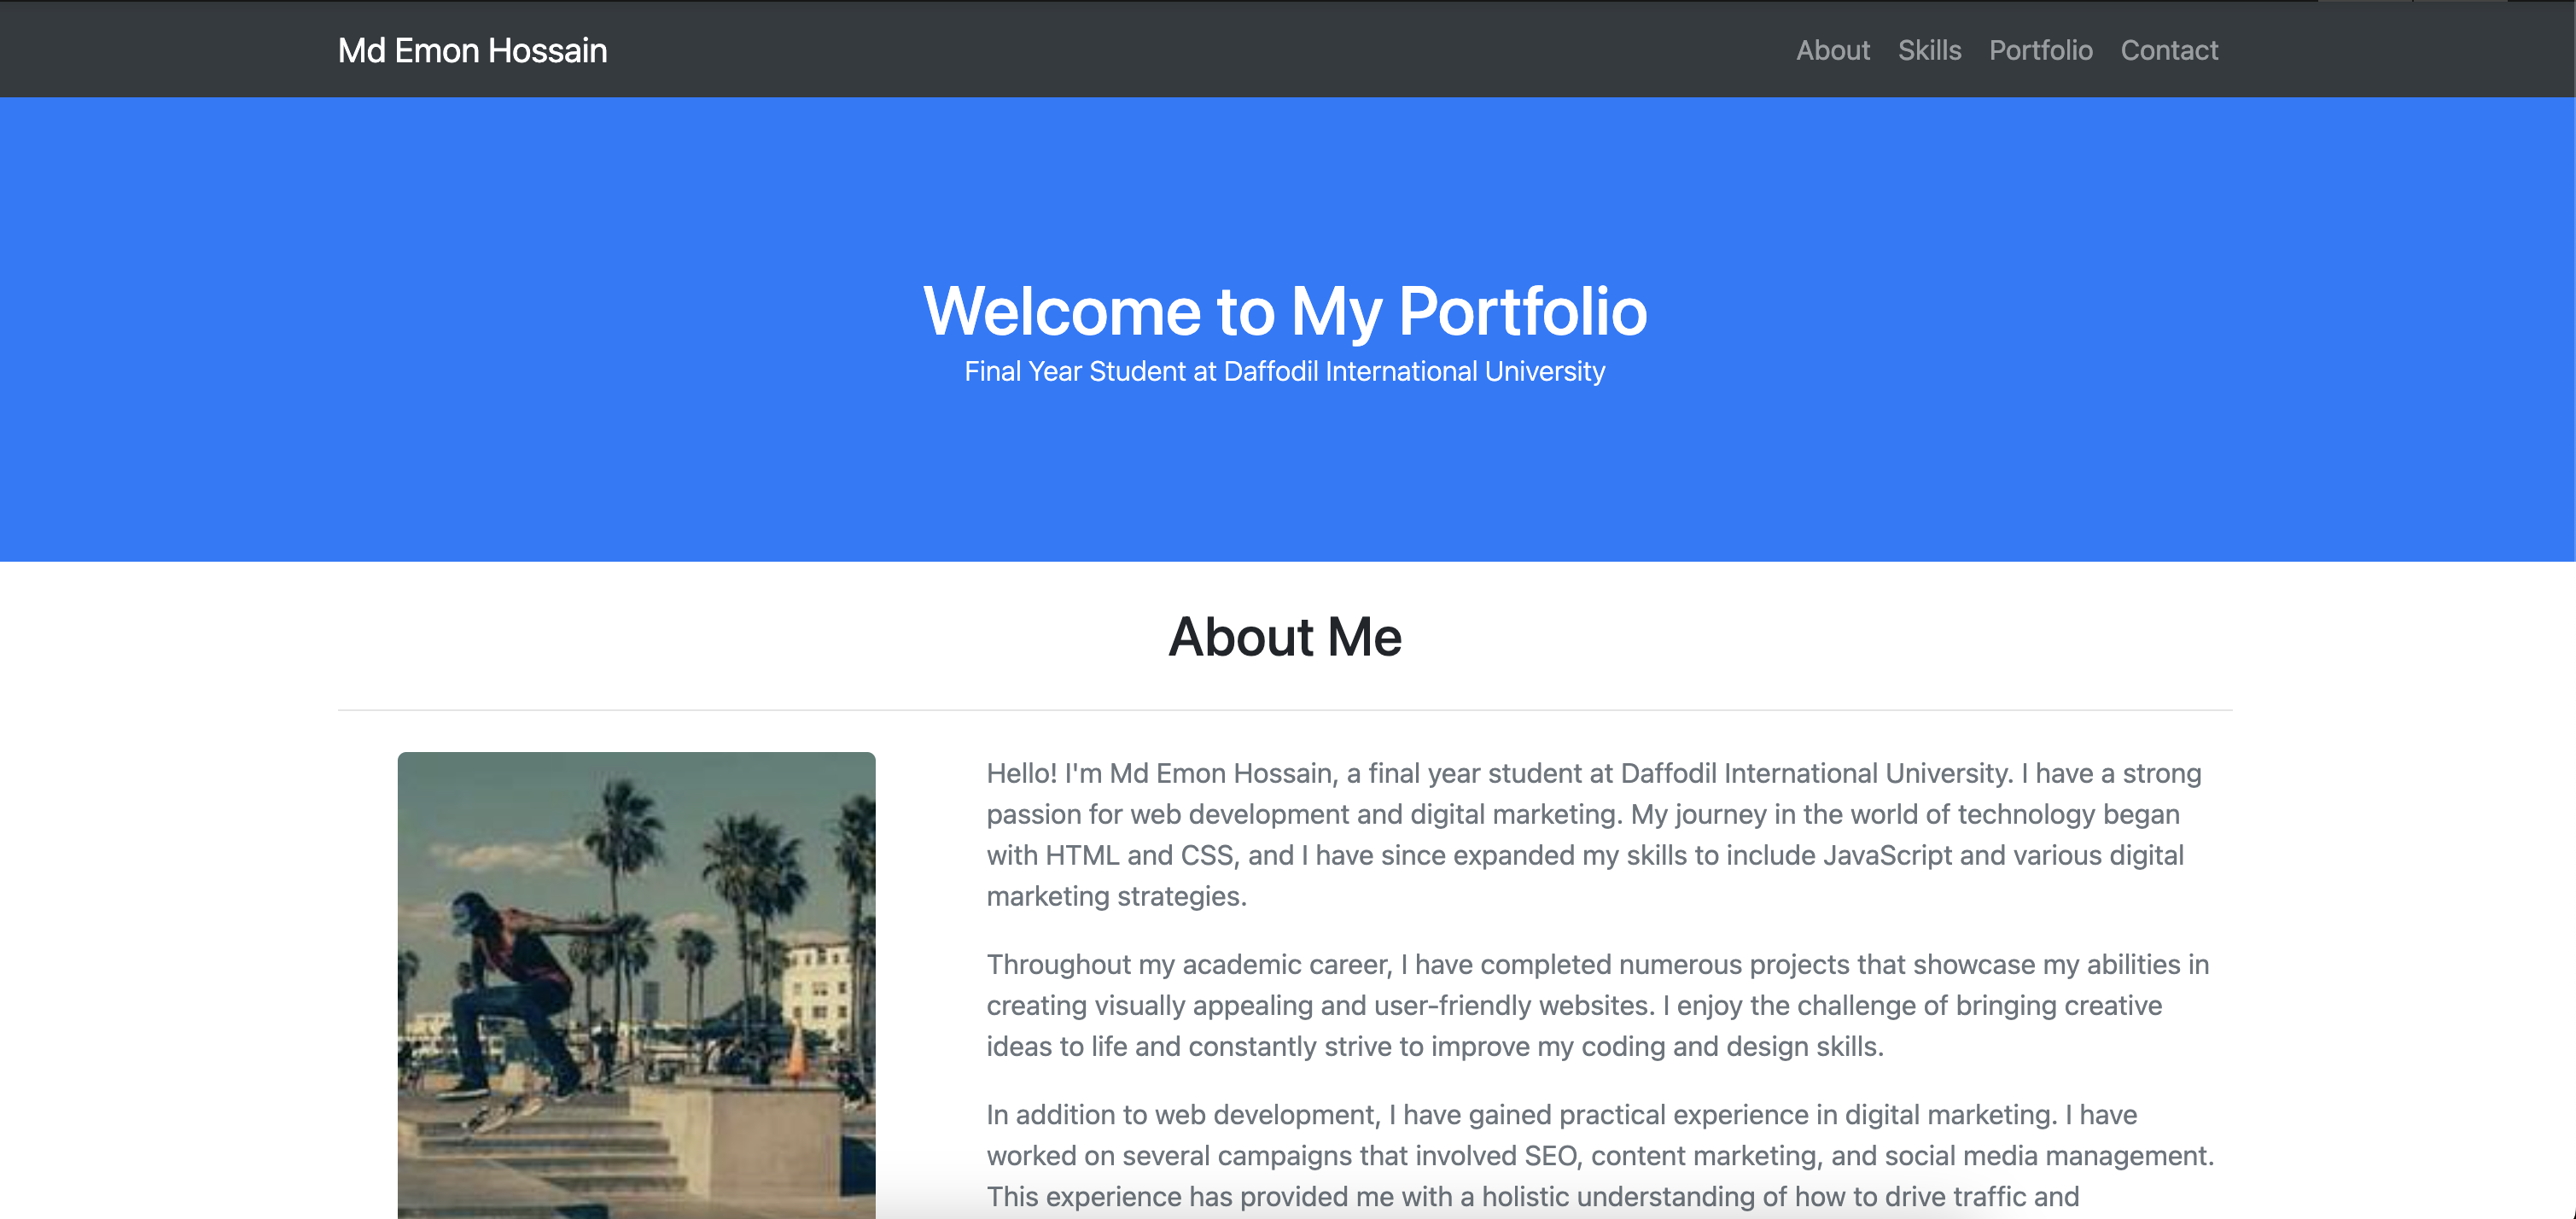 Md Emon Hossain
About Skills Portfolio Contact
Welcome to My Portfolio
Final Year Student at Daffodil International University
About Me
Hello! I'm Md Emon Hossain, a final year student at Daffodil International University. I have a strong
passion for web development and digital marketing. My journey in the world of technology began
with HTML and CSS, and I have since expanded my skills to include JavaScript and various digital
marketing strategies.
Throughout my academic career, I have completed numerous projects that showcase my abilities in
creating visually appealing and user-friendly websites. I enjoy the challenge of bringing creative
ideas to life and constantly strive to improve my coding and design skills.
In addition to web development, I have gained practical experience in digital marketing. I have
worked on several campaigns that involved SEO, content marketing, and social media management.
This experience has provided me with a holistic understanding of how to drive traffic and